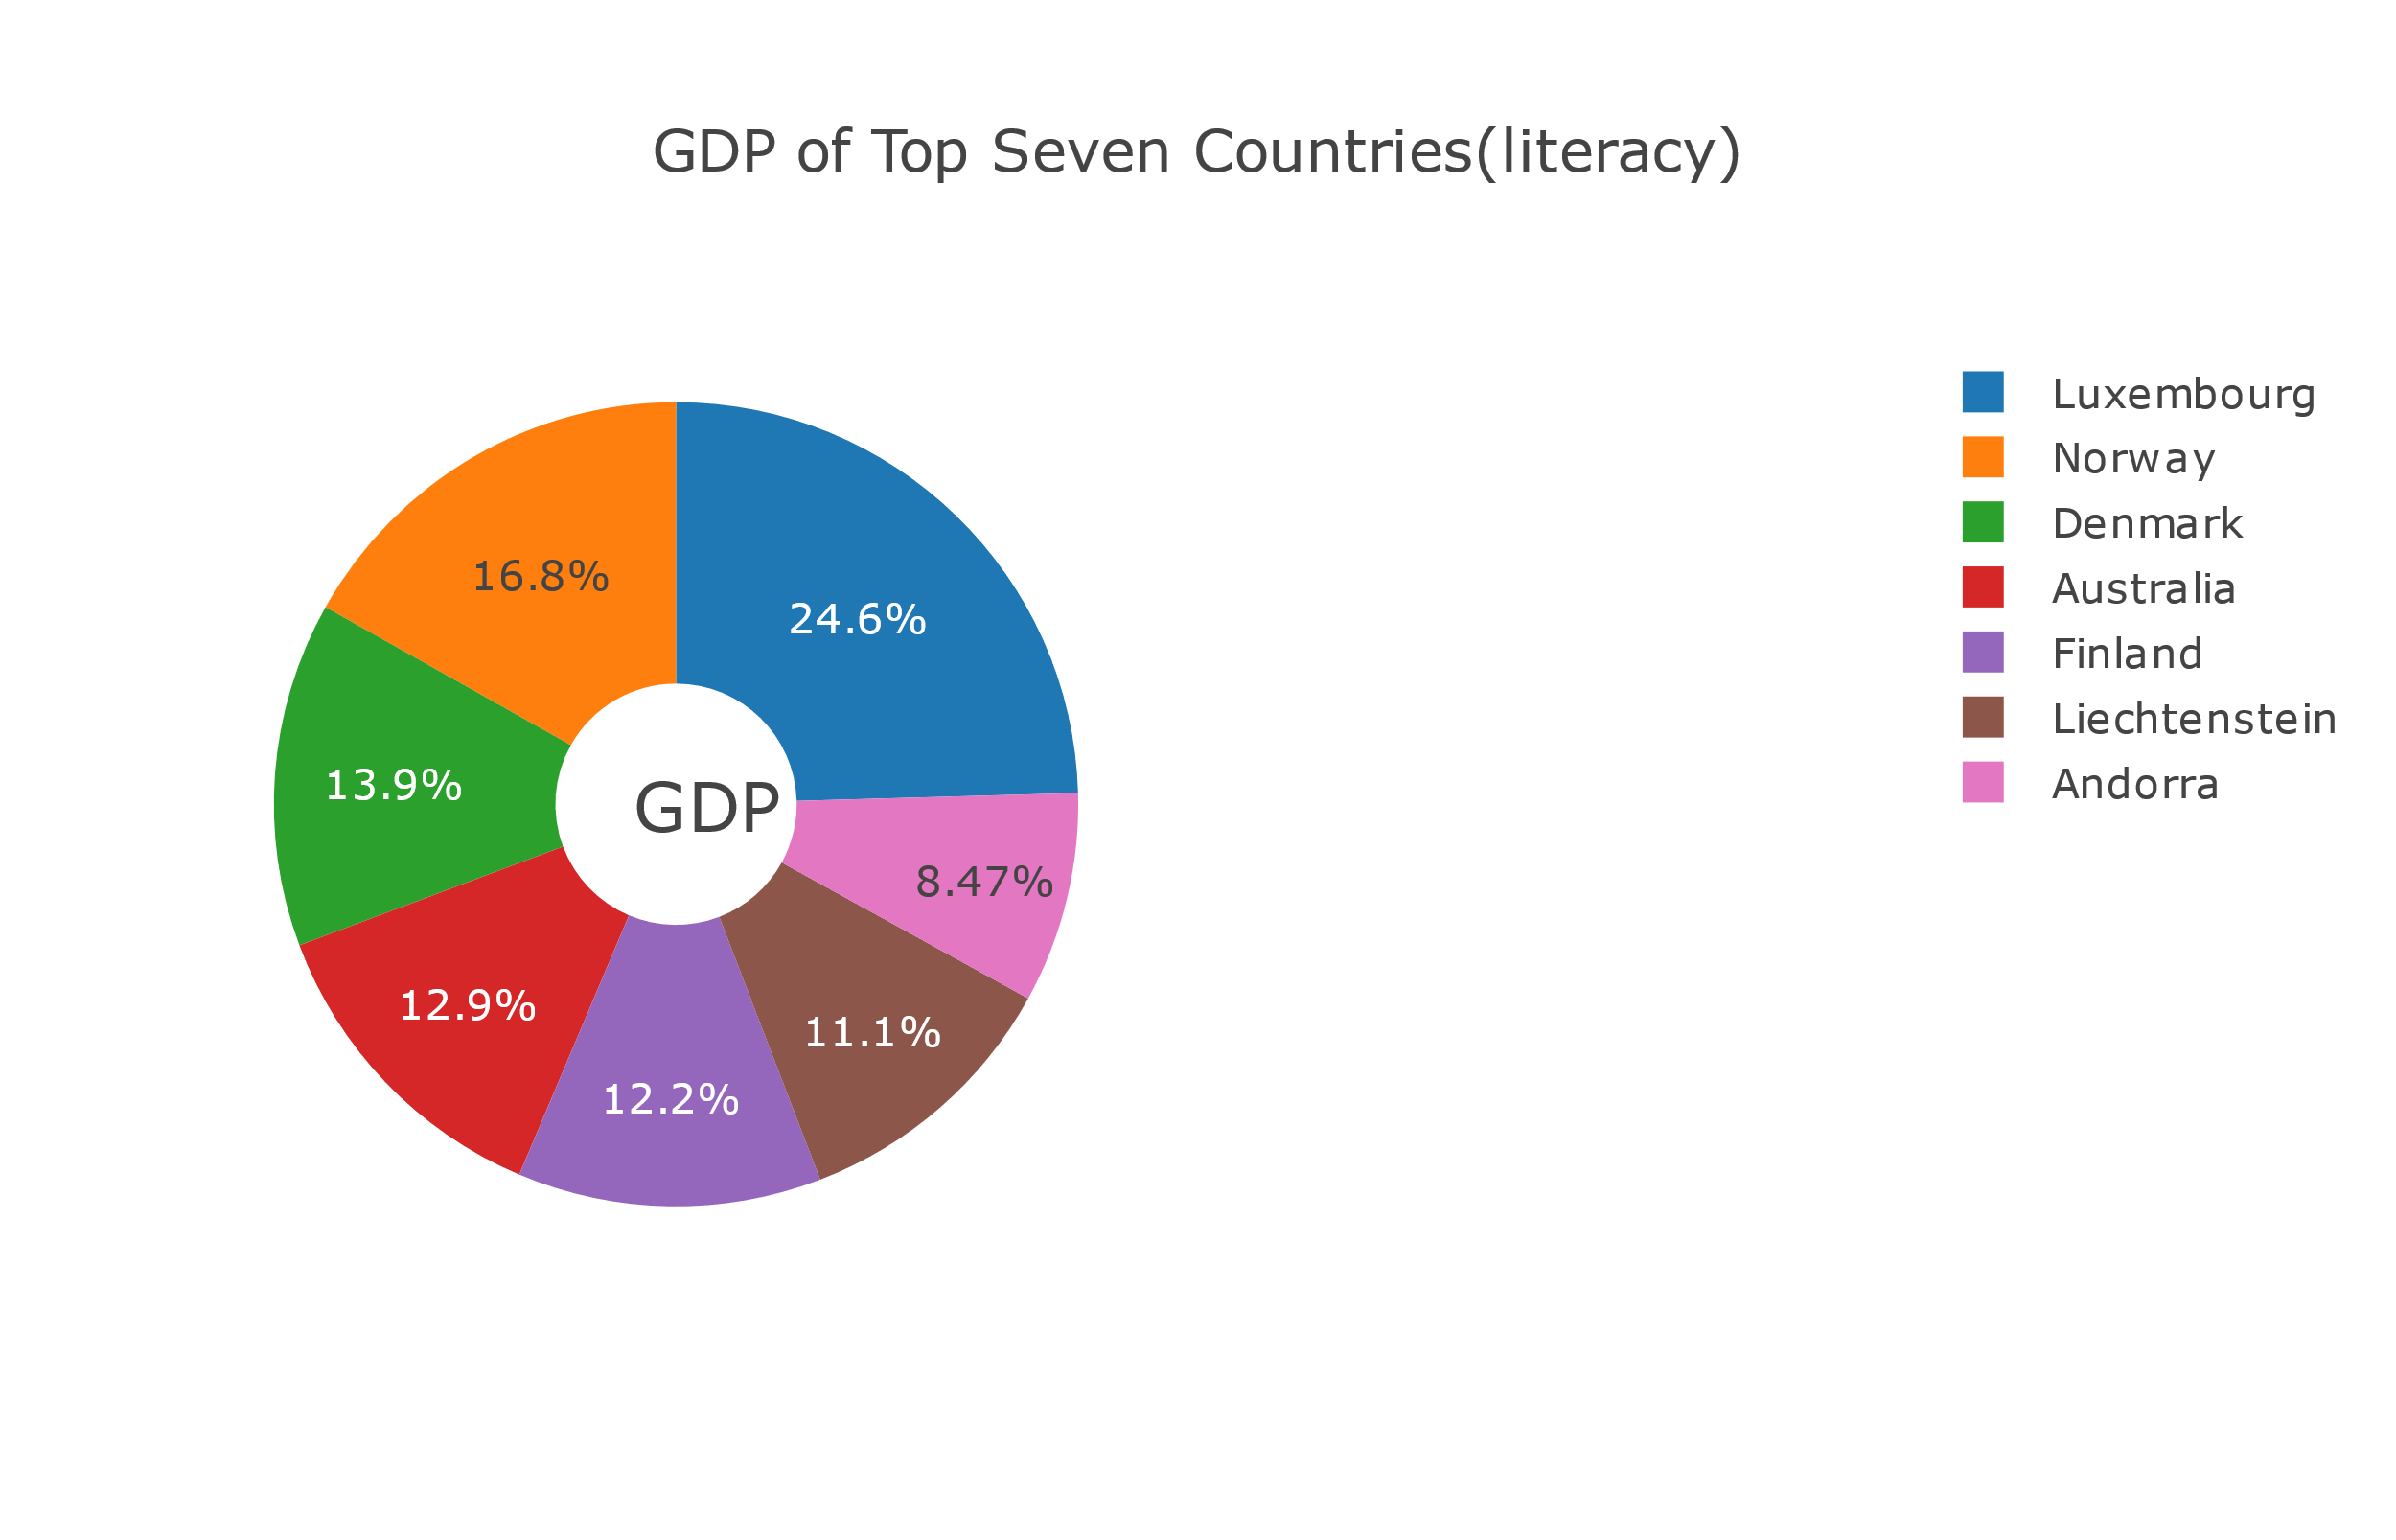 GDP of Top Seven Countries(literacy)
Luxembourg
Norway
Denmark
Australia
Finland
Liechtenstein
Andorra
16.8%
24.6%
13.9%
GDP
8.47%
12.9%
11.1%
12.2%